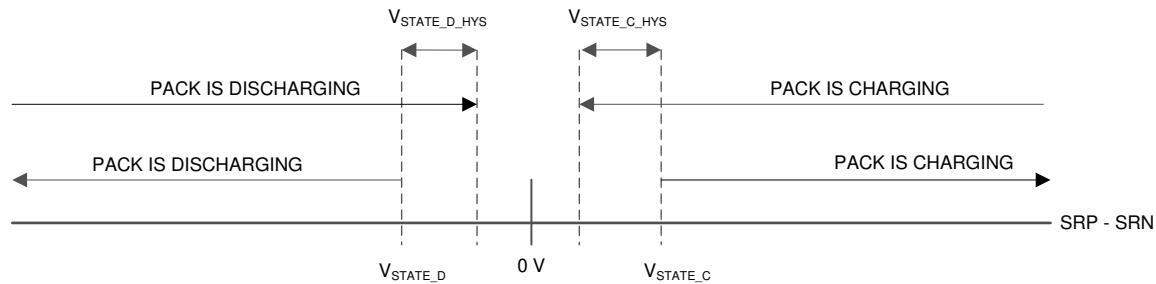 VSTATE_D_HYS
VSTATE_C_HYS
PACK IS DISCHARGING
PACK IS CHARGING
PACK IS DISCHARGING
PACK IS CHARGING
SRP - SRN
VSTATE_D
0 V
VSTATE_C